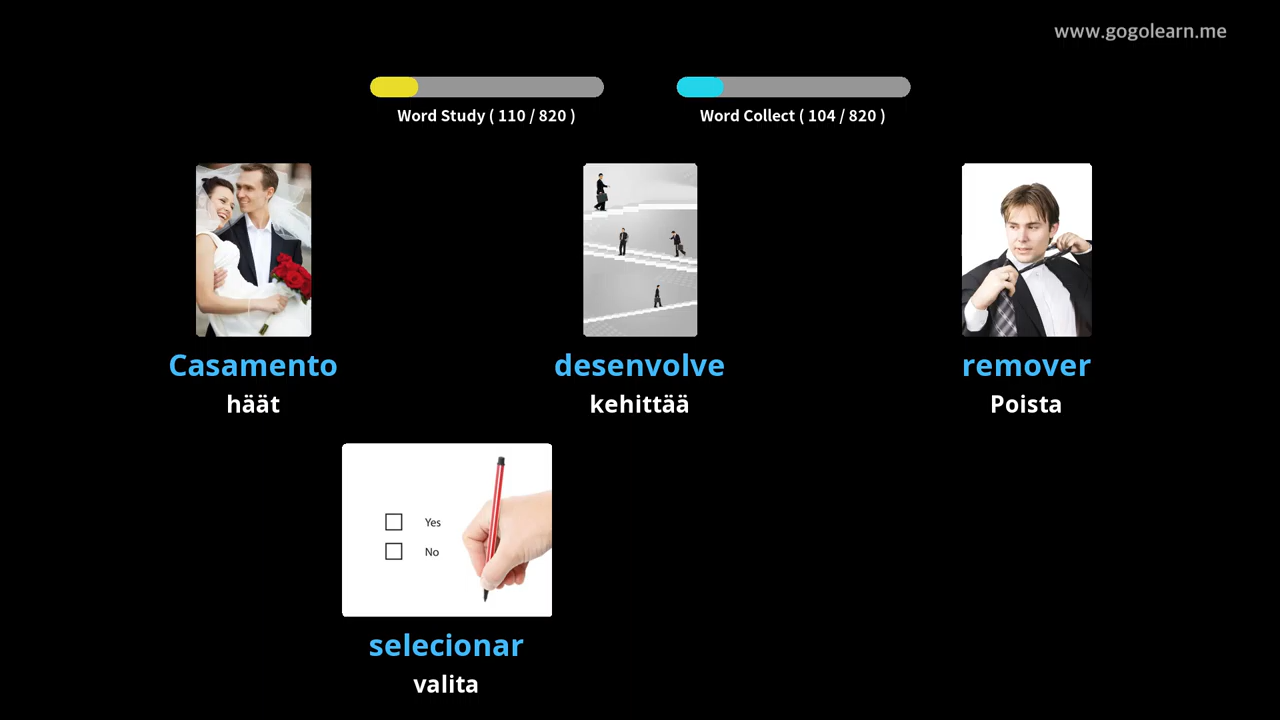 www.gogolearn.me
Word Study ( 110 / 820 )
Word Collect ( 104 / 820 )
Casamento
häät
desenvolve
kehittää
remover
Poista
Yes
No
selecionar
valita